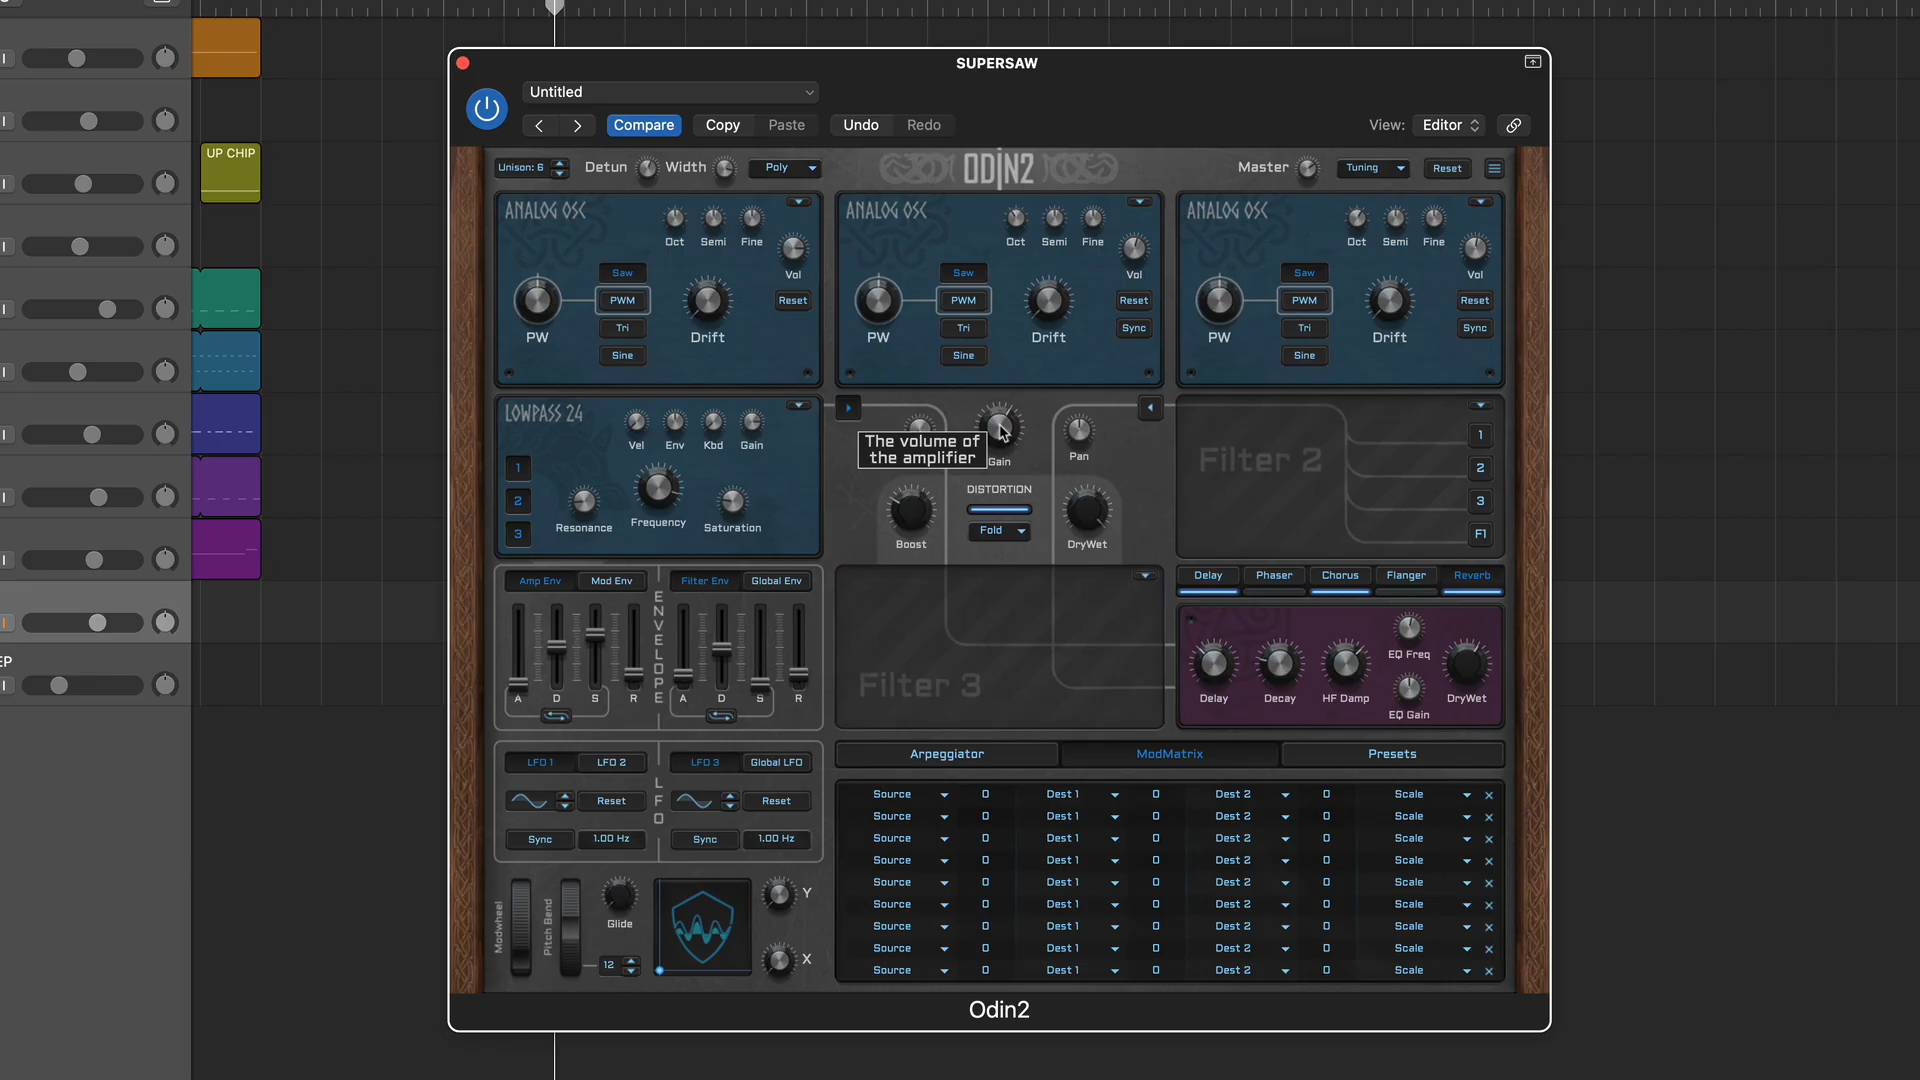 SUPERSAW
Untitled
Compare
Copy
Paste
Undo
Redo
View:
Editor
UP CHIP
Unison: 6
Detun
Width
Poly
ODIN2
Master
Tuning
Reset
ANALOG OSC
Oct
Semi
Fine
Vol
Saw
PWM
Tri
Sine
PW
Drift
Reset
ANALOG OSC
Oct
Semi
Fine
Vol
Saw
PWM
Tri
Sine
PW
Drift
Reset
Sync
ANALOG OSC
Oct
Semi
Fine
Vol
Saw
PWM
Tri
Sine
PW
Drift
Reset
Sync
LOWPASS 24
Vel
Env
Kbd
Gain
1
2
3
Resonance
Frequency
Saturation
The volume of
the amplifier
Gain
Pan
DISTORTION
Fold
Boost
DryWet
Filter 2
1
2
3
F1
Amp Env
Mod Env
Filter Env
Global Env
ENVELOPE
A
D
S
R
A
D
S
R
Filter 3
Delay
Phaser
Chorus
Flanger
Reverb
EQ Freq
Delay
Decay
HF Damp
EQ Gain
DryWet
EP
LFO 1
LFO 2
LFO 3
Global LFO
LFO
Reset
Reset
Sync
1.00 Hz
Sync
1.00 Hz
Modwheel
Pitch Bend
Glide
12
Y
X
Arpeggiator
ModMatrix
Presets
Source 0 Dest 1 0 Dest 2 0 Scale x
Source 0 Dest 1 0 Dest 2 0 Scale x
Source 0 Dest 1 0 Dest 2 0 Scale x
Source 0 Dest 1 0 Dest 2 0 Scale x
Source 0 Dest 1 0 Dest 2 0 Scale x
Source 0 Dest 1 0 Dest 2 0 Scale x
Source 0 Dest 1 0 Dest 2 0 Scale x
Source 0 Dest 1 0 Dest 2 0 Scale x
Source 0 Dest 1 0 Dest 2 0 Scale x
Odin2